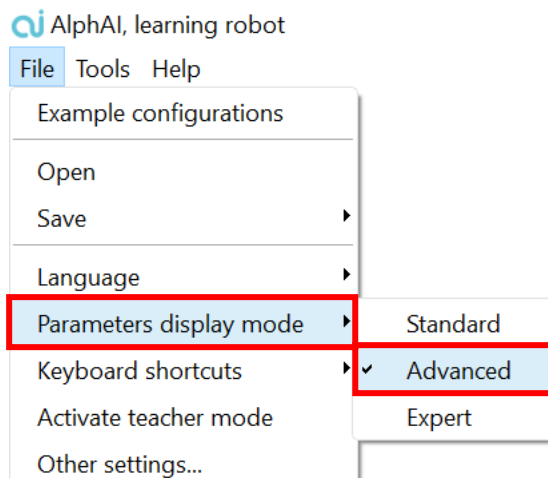 AlphAI, learning robot
File Tools Help
Example configurations
Open
Save
Language
Parameters display mode
Standard
Keyboard shortcuts
Advanced
Activate teacher mode
Expert
Other settings...